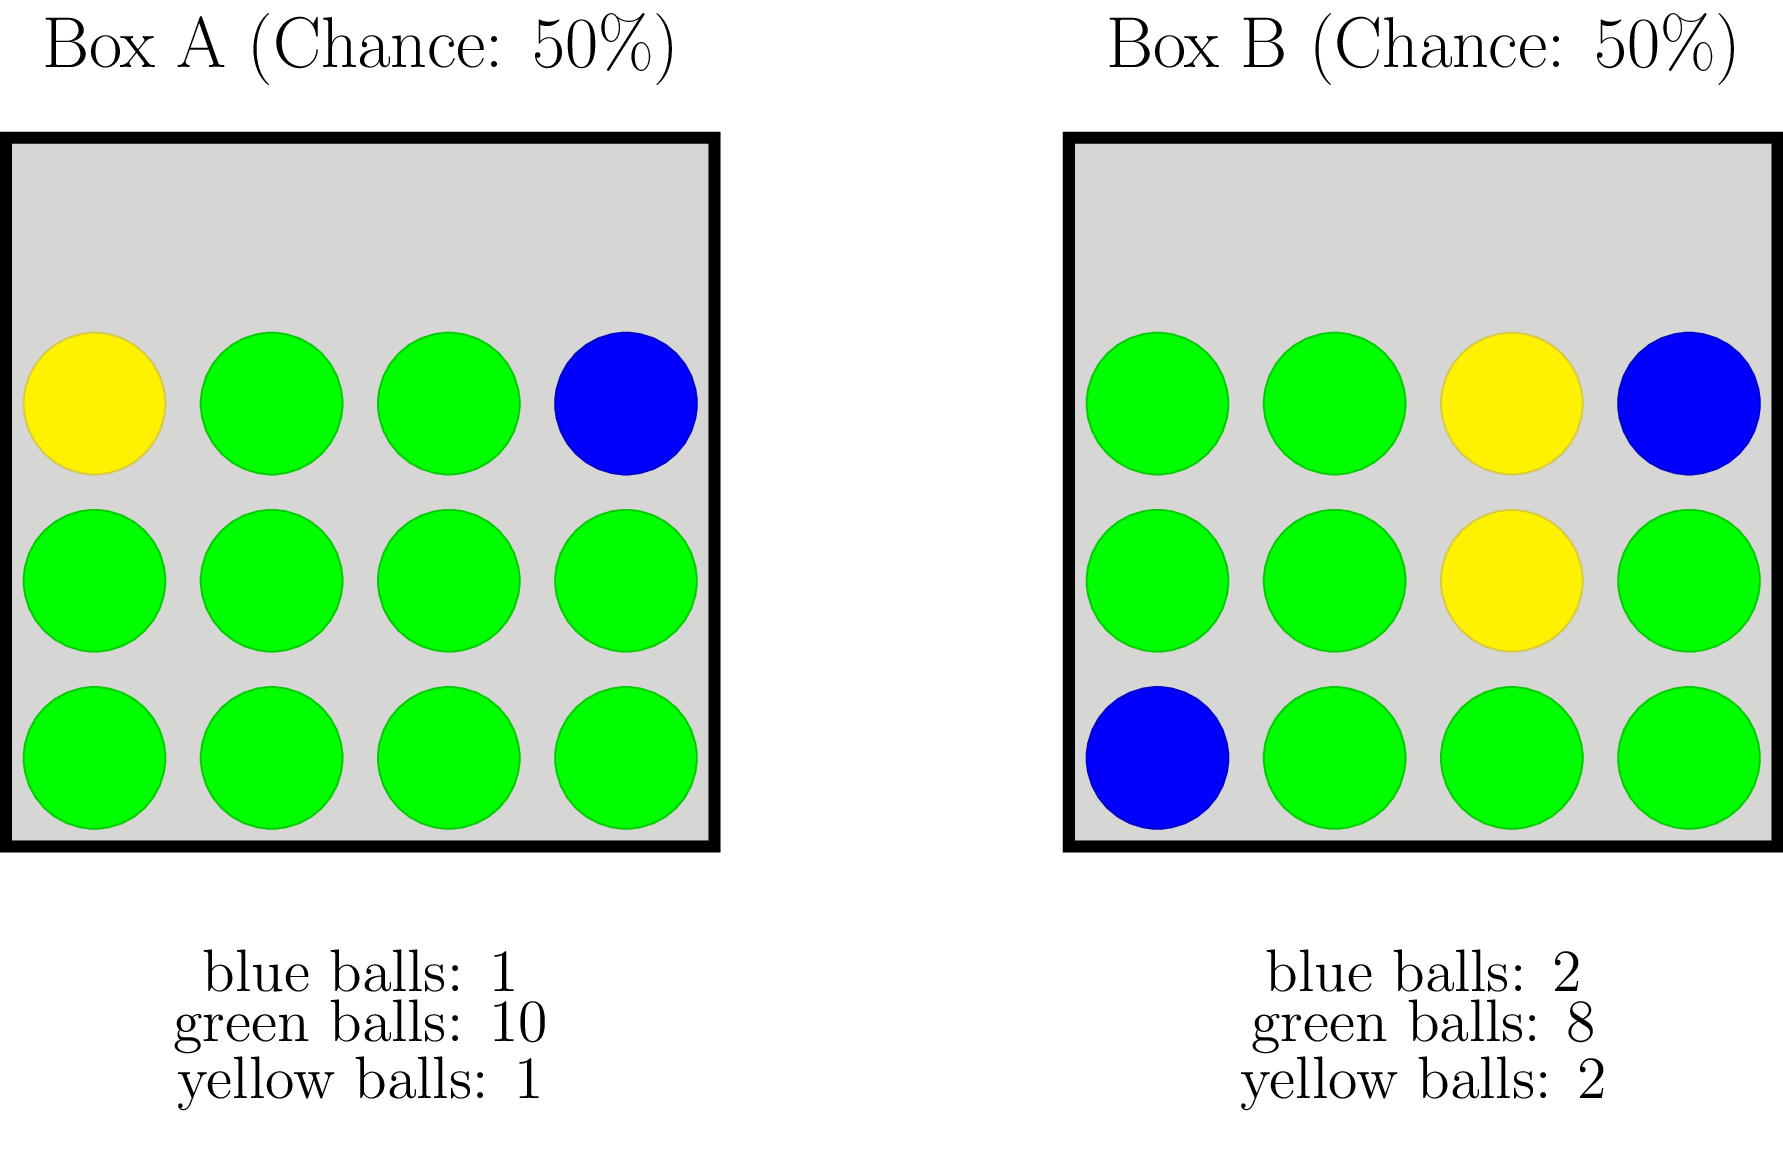 Box A (Chance: 50%)
Box B (Chance: 50%)
blue balls: 1
green balls: 10
yellow balls: 1
blue balls: 2
green balls: 8
yellow balls: 2